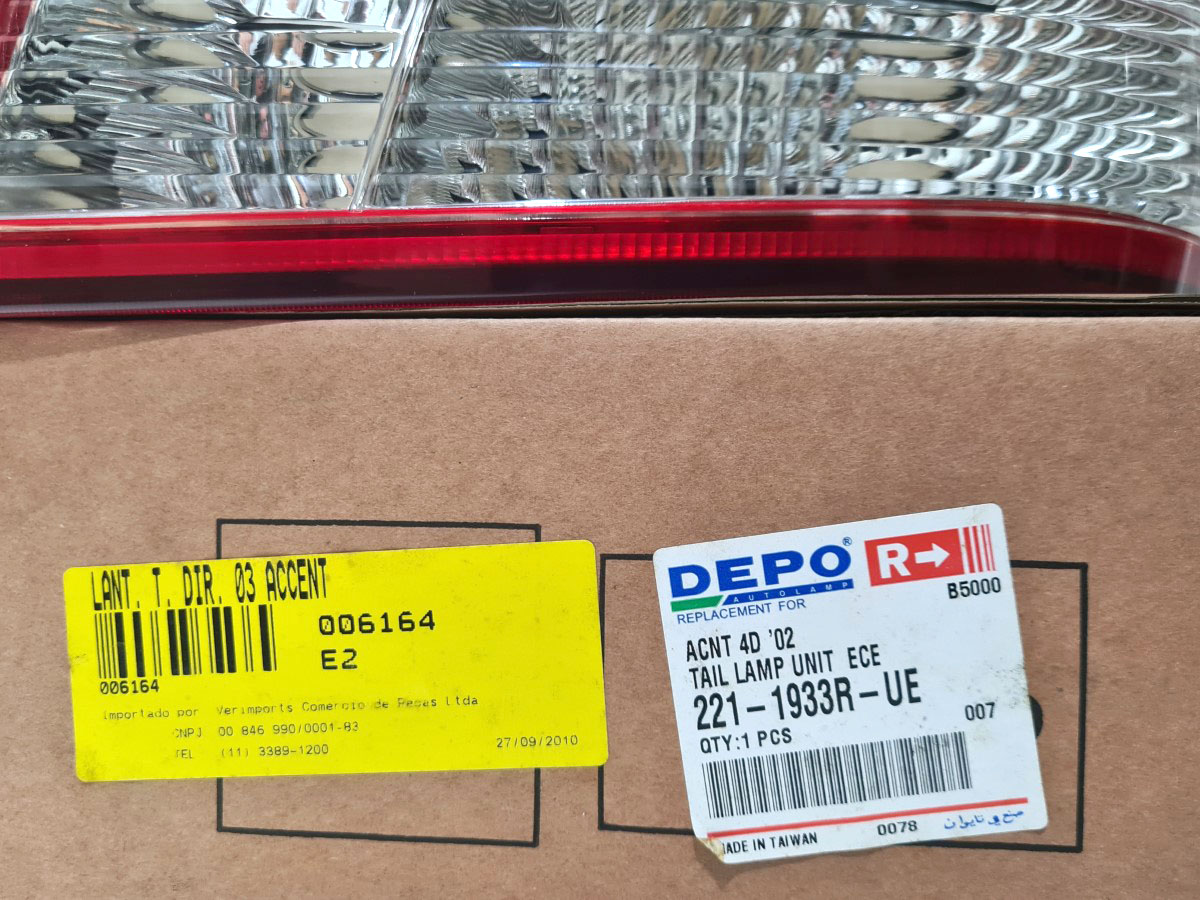 LANT. T. DIR. 03 ACCENT
006164
E2
006164
Importado por Verimports Comercio de Pecas Ltda
CNPJ 00 846 990/0001-83
TEL (11) 3389-1200
27/09/2010
DEPO®
AUTOLAMP
R→
B5000
REPLACEMENT FOR
ACNT 4D '02
TAIL LAMP UNIT ECE
221-1933R-UE
007
QTY:1 PCS
MADE IN TAIWAN
0078